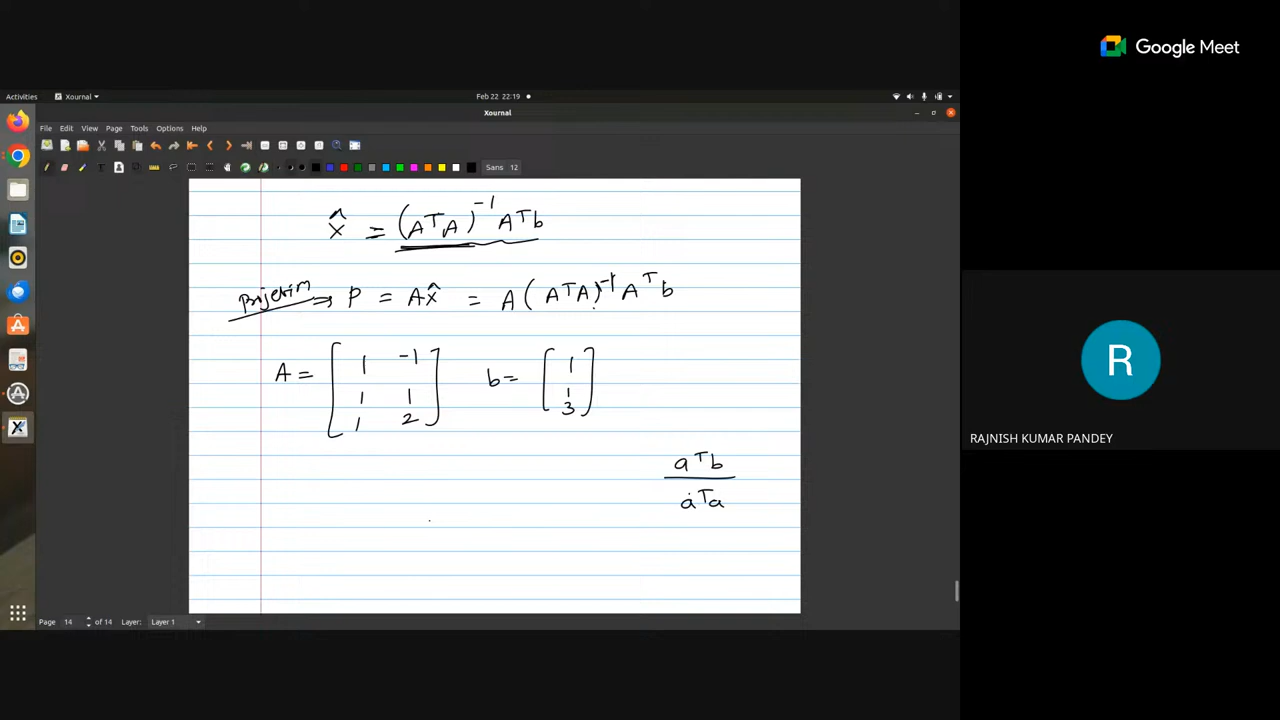 Google Meet
Activities Xournal Feb 22 22:19
Xournal
File Edit View Page Tools Options Help
Sans 12
x̂ = (AᵀA)⁻¹ Aᵀb
P = Ax̂ = A(AᵀA)⁻¹Aᵀb
A = [1 -1
1 1
1 2]
b = [1
1
3]
aᵀb
aᵀa
R
RAJNISH KUMAR PANDEY
Page 14 of 14 Layer: Layer 1